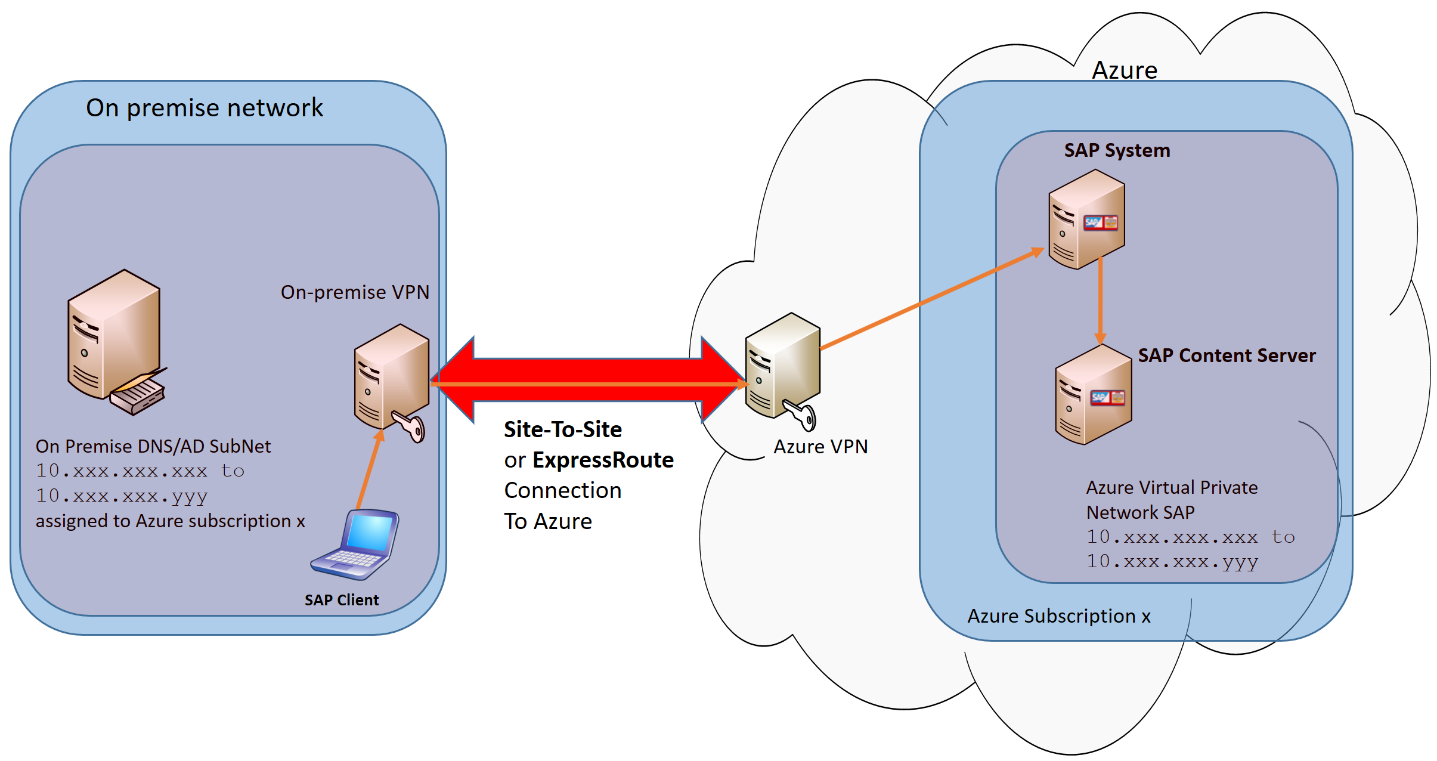 Azure
On premise network
SAP System
On-premise VPN
SAP
SAP Content Server
SAP
Site-To-Site
or ExpressRoute
Connection
To Azure
Azure VPN
On Premise DNS/AD SubNet
10.xxx.xxx.xxx to
10.xxx.xxx.yyy
assigned to Azure subscription x
SAP Client
Azure Virtual Private
Network SAP
10.xxx.xxx.xxx to
10.xxx.xxx.yyy
Azure Subscription x